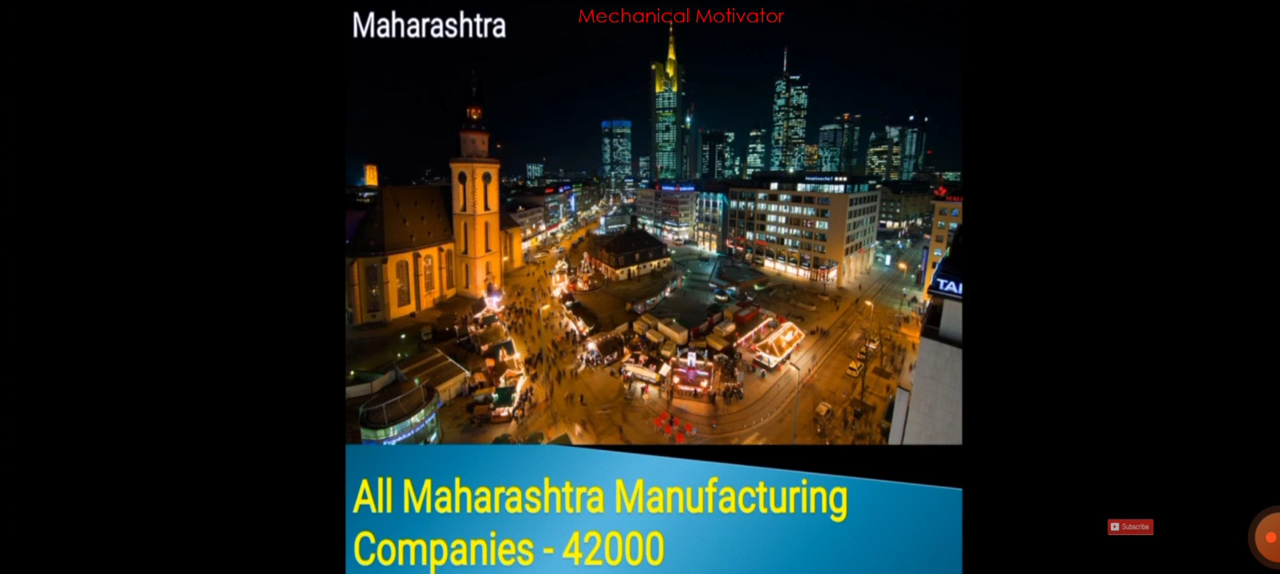 Mechanical Motivator
Maharashtra
All Maharashtra Manufacturing
Companies - 42000
Subscribe